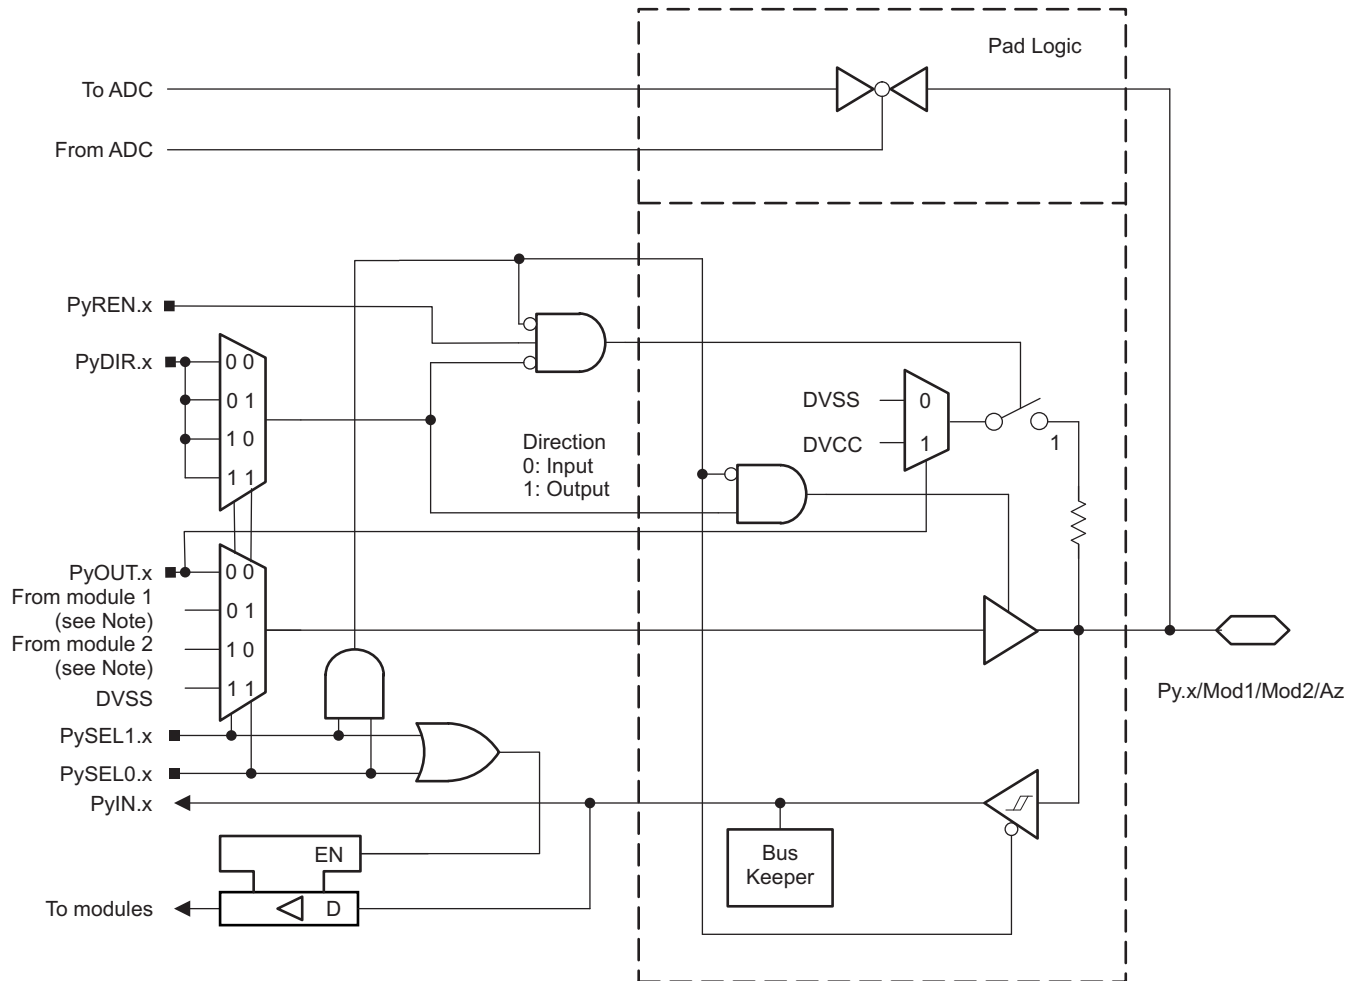 Pad Logic
To ADC
From ADC
PyREN.x
PyDIR.x
0 0
0 1
1 0
1 1
Direction
0: Input
1: Output
DVSS
DVCC
0
1
1
PyOUT.x
From module 1
(see Note)
From module 2
(see Note)
DVSS
0 0
0 1
1 0
1 1
Py.x/Mod1/Mod2/Az
PySEL1.x
PySEL0.x
PyIN.x
EN
D
To modules
Bus
Keeper